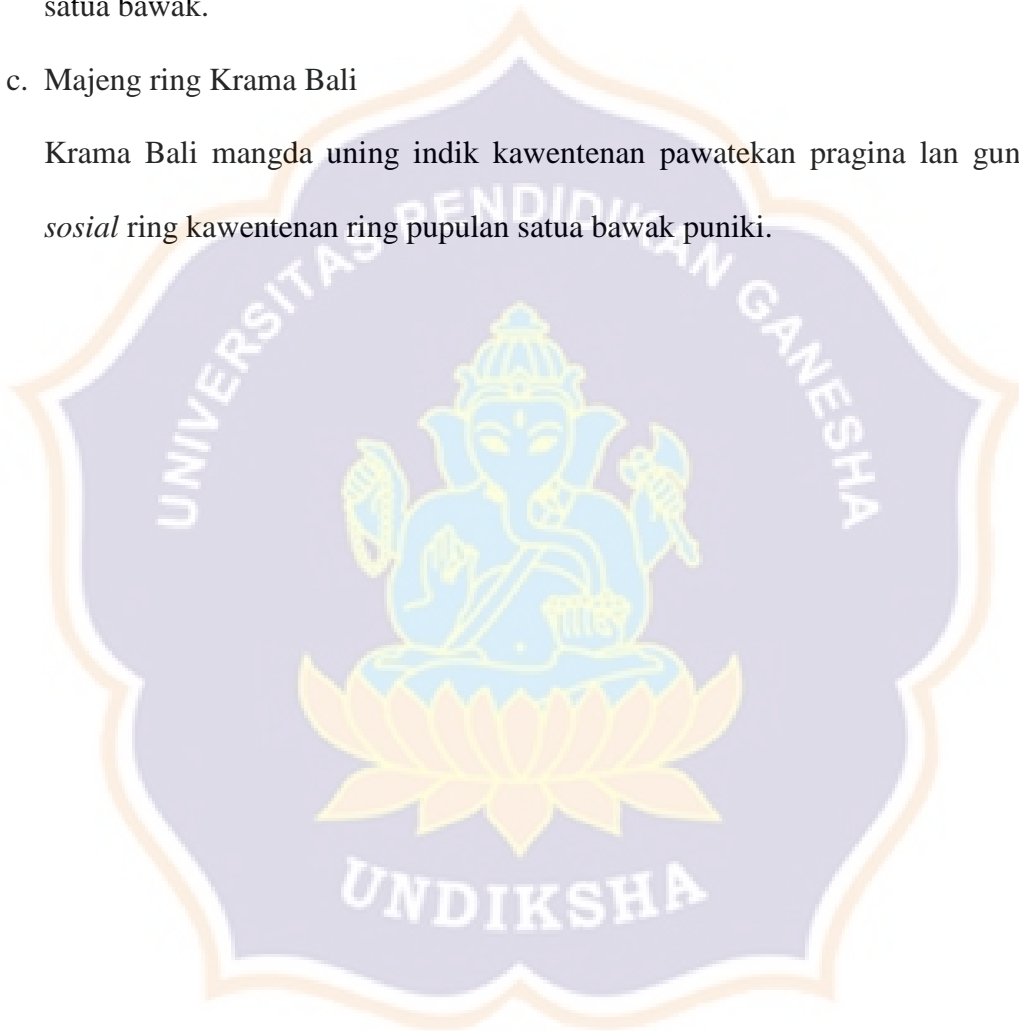 satua bawak.
c. Majeng ring Krama Bali
Krama Bali mangda uning indik kawentenan pawatekan pragina lan gun
sosial ring kawentenan ring pupulan satua bawak puniki.
UNIVERSITAS PENDIDIKAN GANESHA
UNDIKSHA